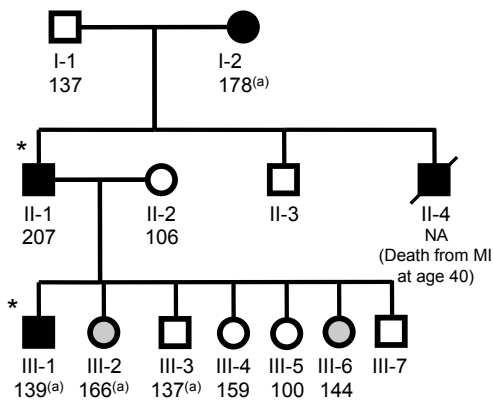 I-1 I-2
137 178(a)
*
II-1 II-2 II-3 II-4
207 106 NA
(Death from MI
at age 40)
*
III-1 III-2 III-3 III-4 III-5 III-6 III-7
139(a) 166(a) 137(a) 159 100 144